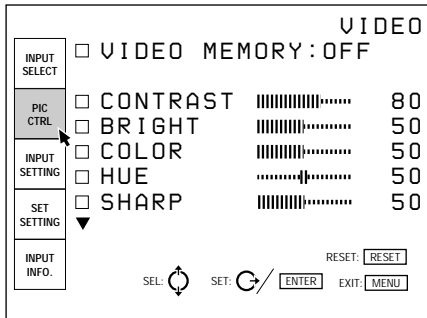 VIDEO
INPUT
SELECT
VIDEO MEMORY:OFF
PIC
CTRL
CONTRAST 80
BRIGHT 50
COLOR 50
INPUT
SETTING
HUE 50
SHARP 50
SET
SETTING
INPUT
INFO.
RESET: RESET
SEL: SET: / ENTER EXIT: MENU